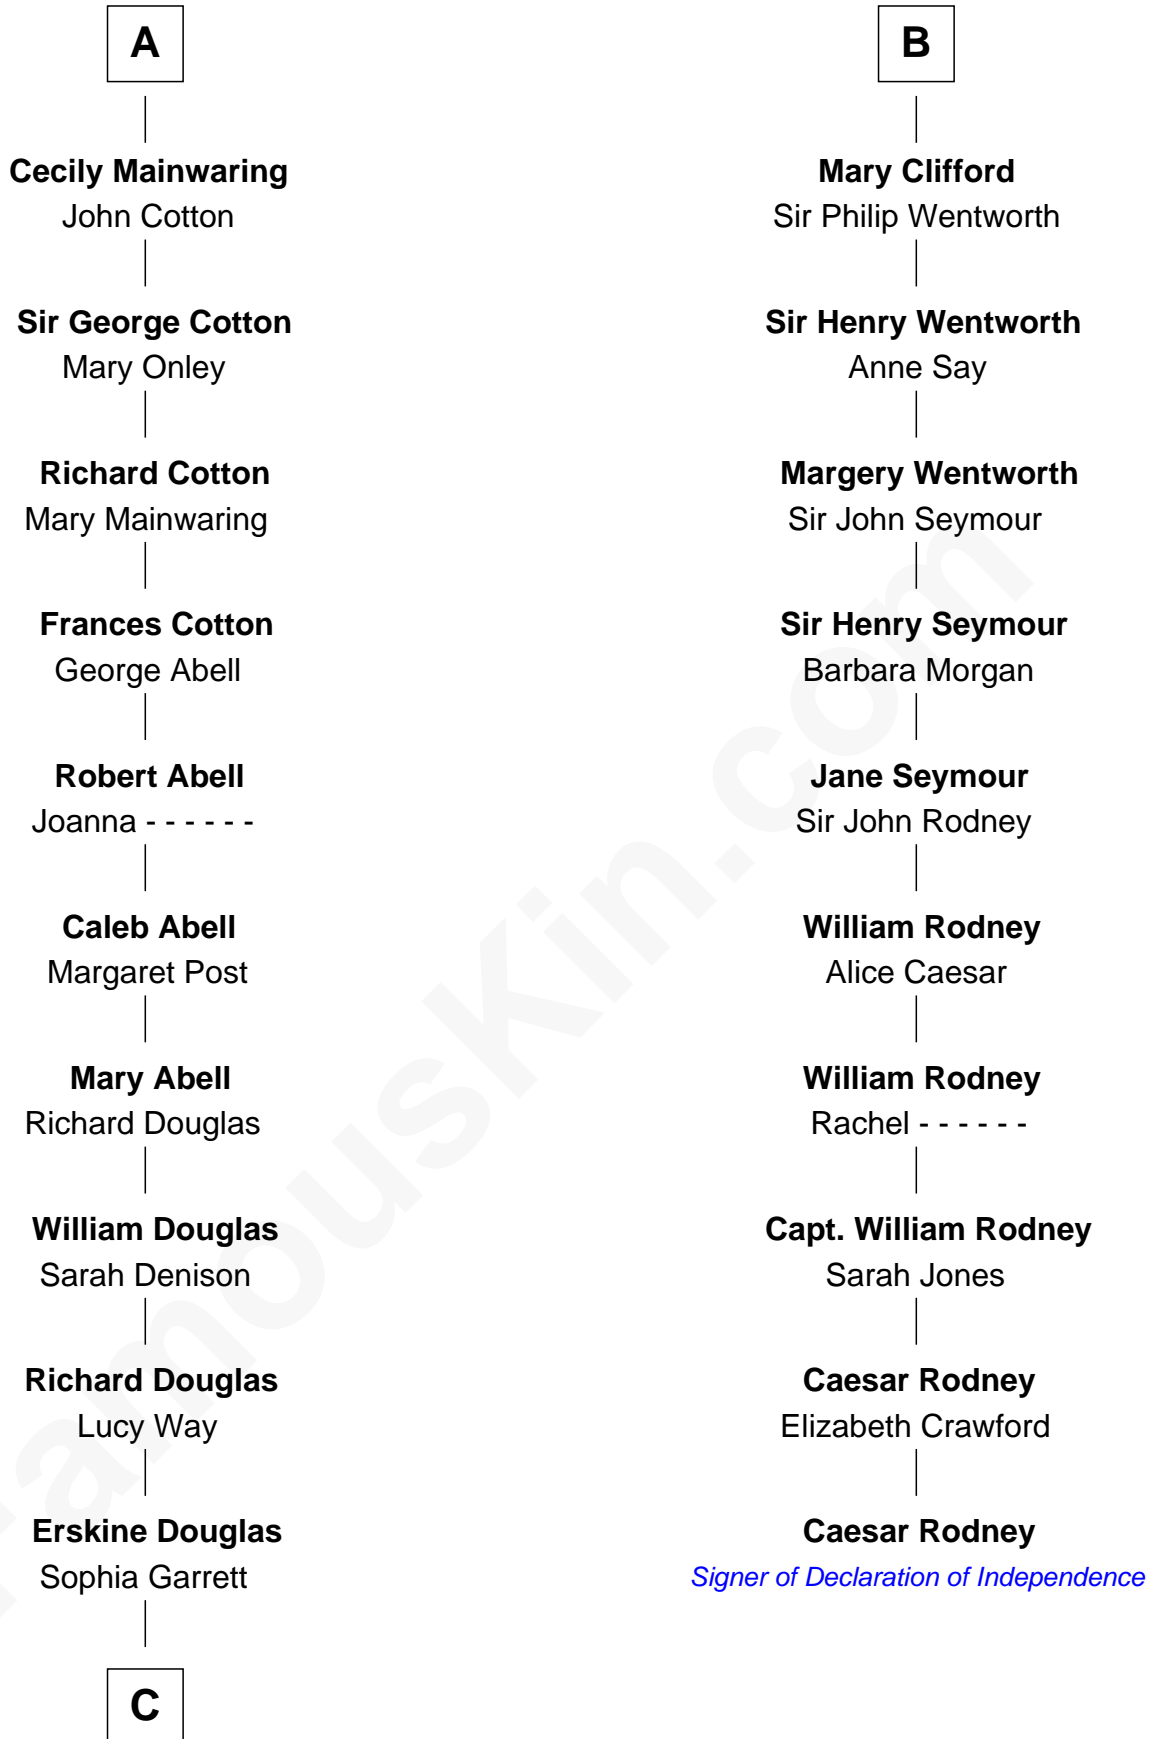 A
Cecily Mainwaring
John Cotton
Sir George Cotton
Mary Onley
Richard Cotton
Mary Mainwaring
Frances Cotton
George Abell
Robert Abell
Joanna - - - - - -
Caleb Abell
Margaret Post
Mary Abell
Richard Douglas
William Douglas
Sarah Denison
Richard Douglas
Lucy Way
Erskine Douglas
Sophia Garrett
C
B
Mary Clifford
Sir Philip Wentworth
Sir Henry Wentworth
Anne Say
Margery Wentworth
Sir John Seymour
Sir Henry Seymour
Barbara Morgan
Jane Seymour
Sir John Rodney
William Rodney
Alice Caesar
William Rodney
Rachel - - - - - -
Capt. William Rodney
Sarah Jones
Caesar Rodney
Elizabeth Crawford
Caesar Rodney
Signer of Declaration of Independence
FamousKin.com